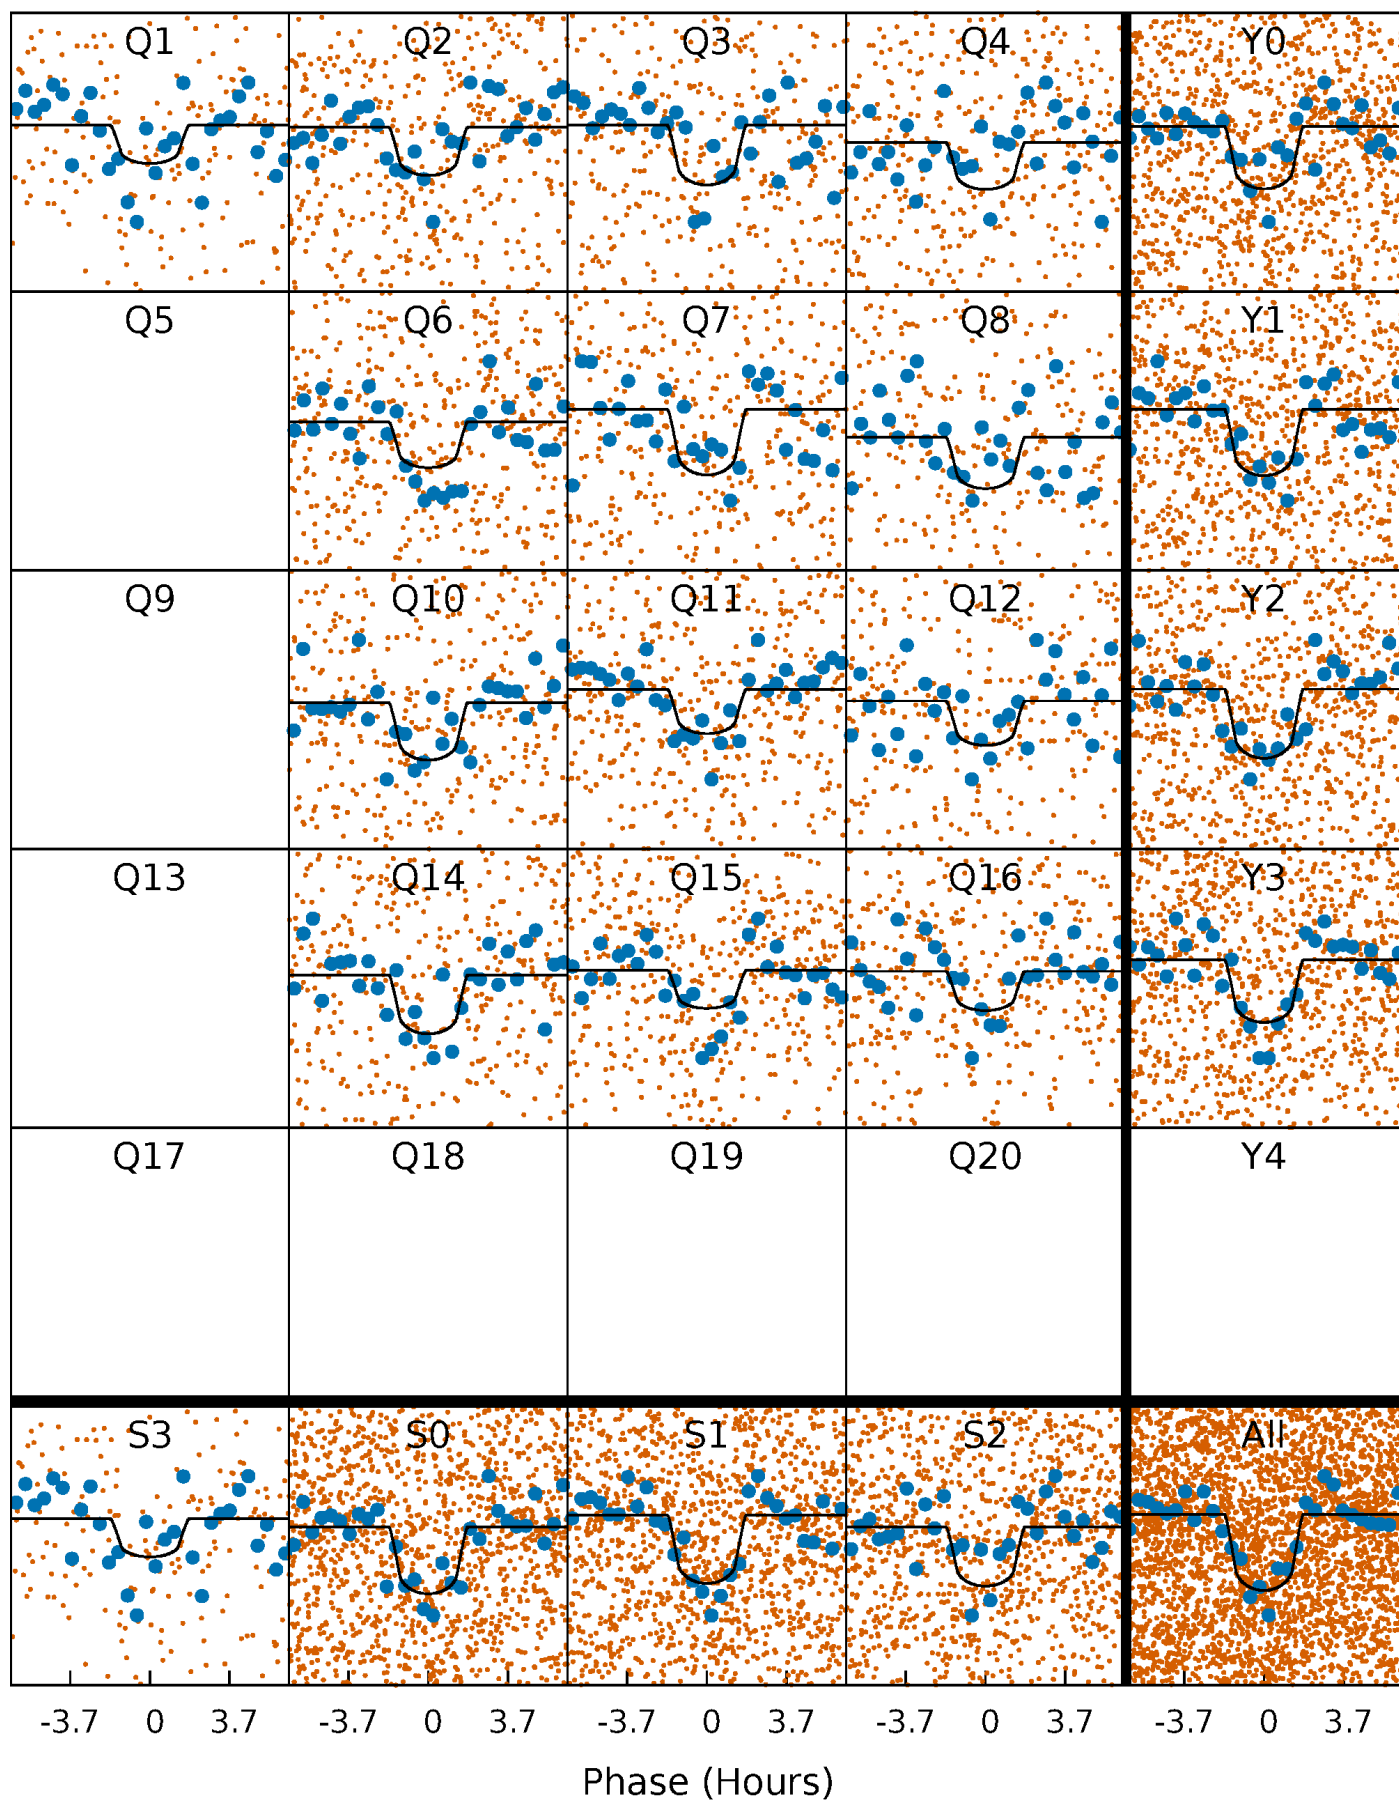 Q1 Q2 Q3 Q4 Y0
Q5 Q6 Q7 Q8 Y1
Q9 Q10 Q11 Q12 Y2
Q13 Q14 Q15 Q16 Y3
Q17 Q18 Q19 Q20 Y4
S3 S0 S1 S2 All
-3.7 0 3.7 -3.7 0 3.7 -3.7 0 3.7 -3.7 0 3.7 -3.7 0 3.7
Phase (Hours)